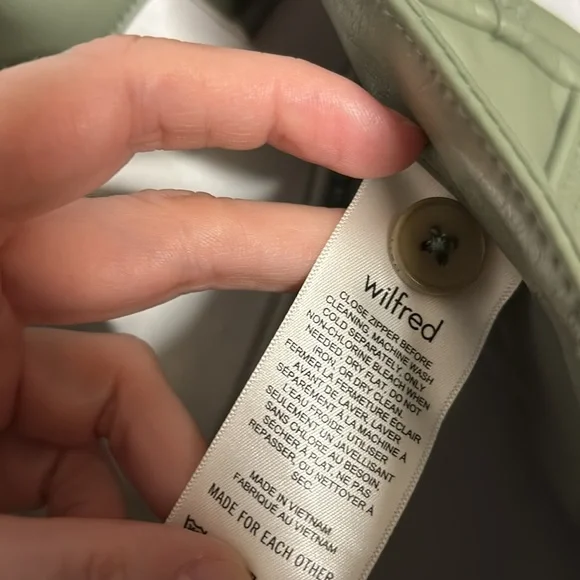 wilfred
CLOSE ZIPPER BEFORE
CLEANING, MACHINE WASH
COLD SEPARATELY, ONLY
NON-CHLORINE BLEACH WHEN
NEEDED, DRY FLAT. DO NOT
IRON, OR DRY CLEAN.
FERMER LA FERMETURE ÉCLAIR
AVANT DE LAVER, LAVER
SÉPARÉMENT À LA MACHINE À
L'EAU FROIDE, UTILISER
SEULEMENT UN JAVELLISANT
SANS CHLORE AU BESOIN,
SÉCHER À PLAT, NE PAS
REPASSER, OU NETTOYER À
SEC.
MADE IN VIETNAM
FABRIQUÉ AU VIETNAM
MADE FOR EACH OTHER